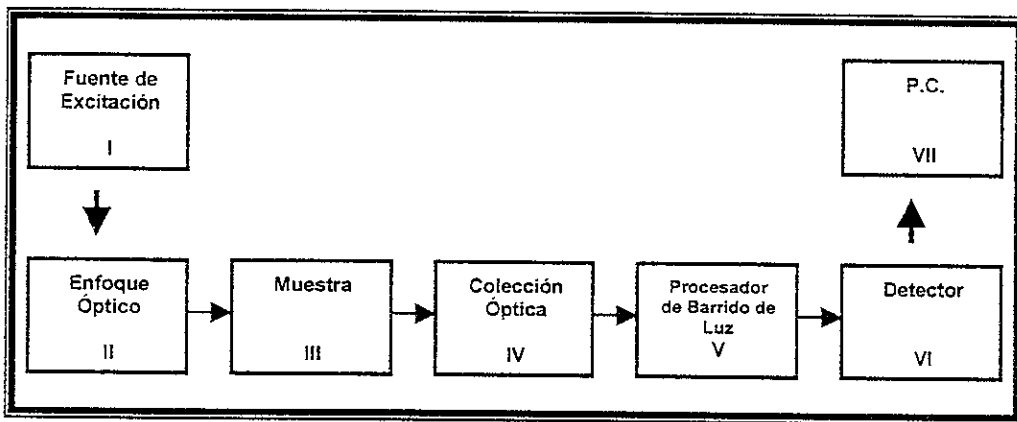 Fuente de
Excitación
I
P.C.
VII
Enfoque
Óptico
II
Muestra
III
Colección
Óptica
IV
Procesador
de Barrido de
Luz
V
Detector
VI